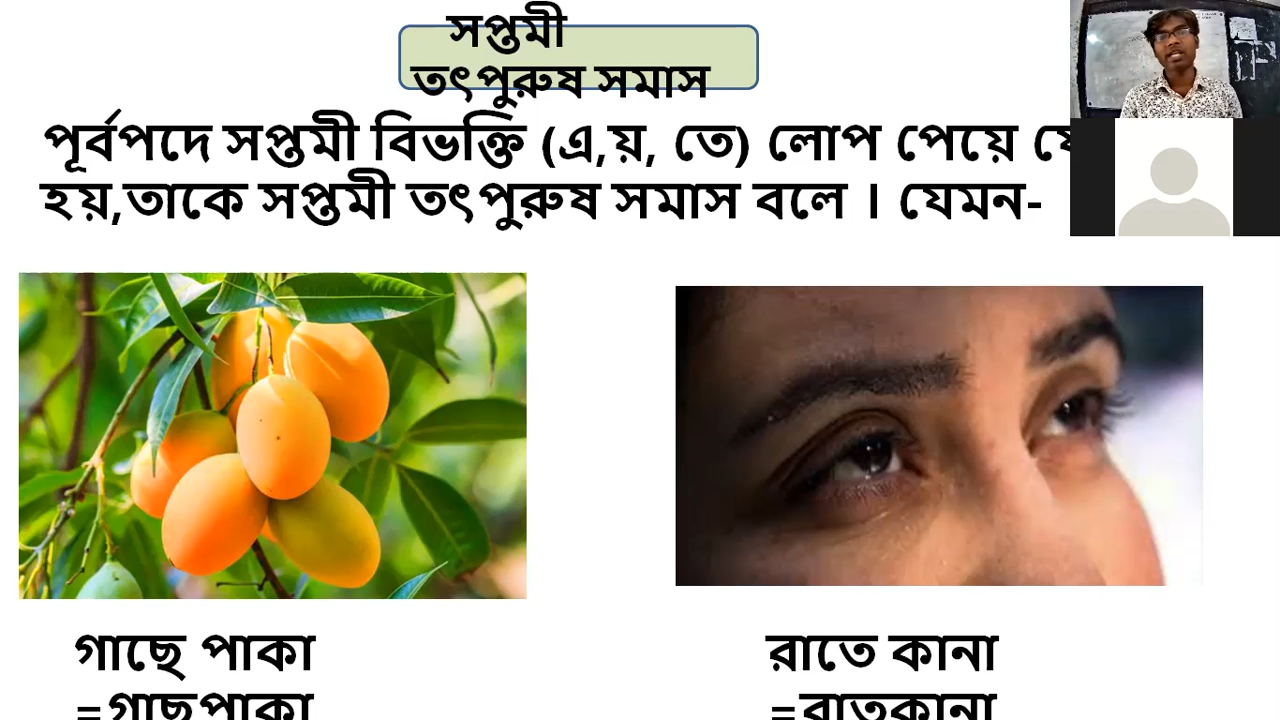 সপ্তমী
তৎপুরুষ সমাস
পূর্বপদে সপ্তমী বিভক্তি (এ,য়, তে) লোপ পেয়ে
হয়,তাকে সপ্তমী তৎপুরুষ সমাস বলে । যেমন-
গাছে পাকা
রাতে কানা
=গাছপাকা
=রাতকানা